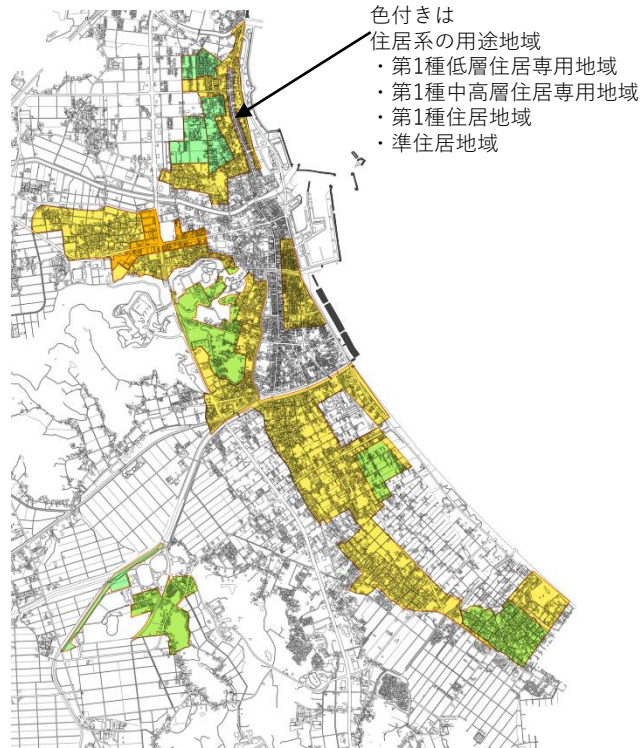 色付きは
住居系の用途地域
・第1種低層住居専用地域
・第1種中高層住居専用地域
・第1種住居地域
・準住居地域